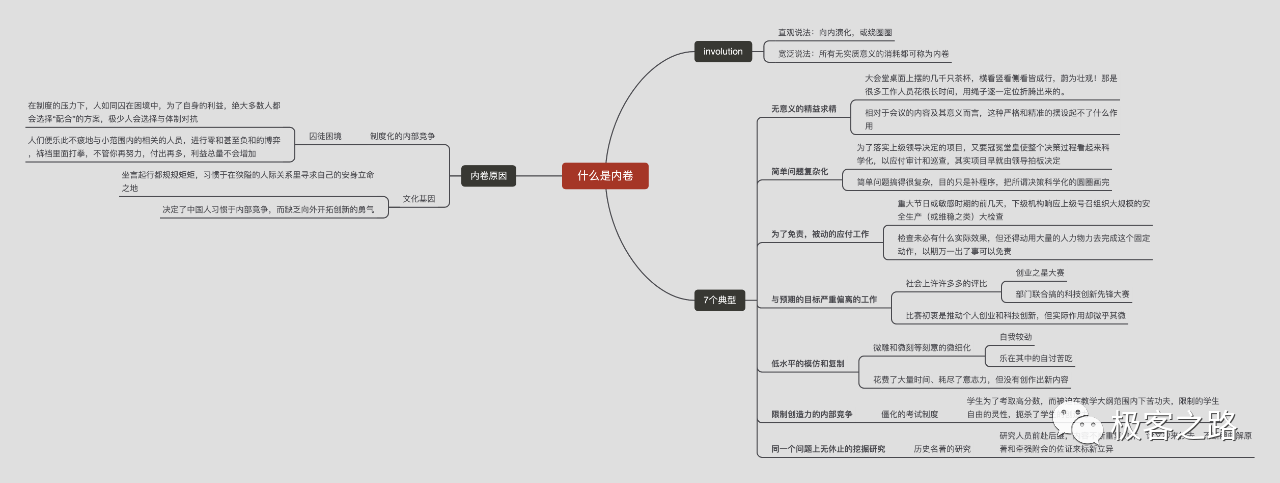 什么是内卷
involution
直观说法：向内演化，或绕圈圈
宽泛说法：所有无实质意义的消耗都可称为内卷
7个典型
无意义的精益求精
大会堂桌面上摆的几千只茶杯，横看竖看侧看皆成行，蔚为壮观！那是
很多工作人员花很长时间，用绳子逐一定位折腾出来的。
相对于会议的内容及其意义而言，这种严格和精准的摆设起不了什么作
用
简单问题复杂化
为了落实上级领导决定的项目，又要冠冕堂皇使整个决策过程看起来科
学化，以应付审计和巡查，其实项目早就由领导拍板决定
简单问题搞得很复杂，目的只是补程序，把所谓决策科学化的圆圈画完
为了免责，被动的应付工作
重大节日或敏感时期的前几天，下级机构响应上级号召组织大规模的安
全生产（或维稳之类）大检查
检查未必有什么实际效果，但还得动用大量的人力物力去完成这个固定
动作，以期万一出了事可以免责
与预期的目标严重偏离的工作
社会上许许多多的评比
创业之星大赛
部门联合搞的科技创新先锋大赛
比赛初衷是推动个人创业和科技创新，但实际作用却微乎其微
低水平的模仿和复制
微雕和微刻等刻意的微细化
自我较劲
乐在其中的自讨苦吃
花费了大量时间、耗尽了意志力，但没有创作出新内容
限制创造力的内部竞争
僵化的考试制度
学生为了考取高分数，而被迫在教学大纲范围内下苦功夫，限制的学生
自由的灵性，扼杀了学生
同一个问题上无休止的挖掘研究
历史名著的研究
研究人员前赴后继，
解原
著和牵强附会的佐证来标新立异
内卷原因
制度化的内部竞争
囚徒困境
在制度的压力下，人如同囚在困境中，为了自身的利益，绝大多数人都
会选择“配合”的方案，极少人会选择与体制对抗
人们便乐此不疲地与小范围内的相关的人员，进行零和甚至负和的博弈
，裤裆里面打拳，不管你再努力，付出再多，利益总量不会增加
文化基因
坐言起行都规规矩矩，习惯于在狭隘的人际关系里寻求自己的安身立命
之地
决定了中国人习惯于内部竞争，而缺乏向外开拓创新的勇气
极客之路